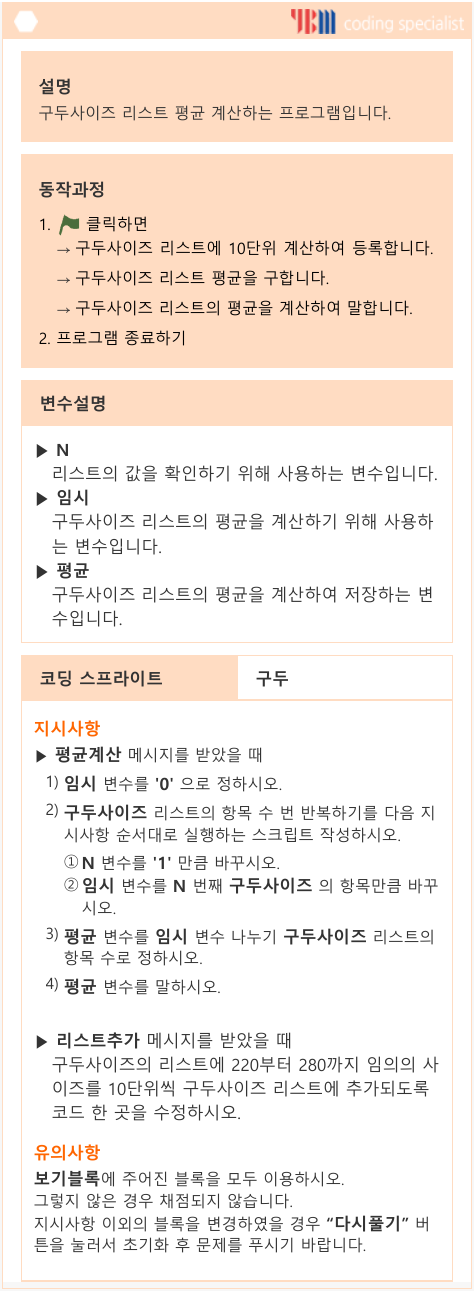 YBM coding specialist
설명
구두사이즈 리스트 평균 계산하는 프로그램입니다.
동작과정
1. 클릭하면
→ 구두사이즈 리스트에 10단위 계산하여 등록합니다.
→ 구두사이즈 리스트 평균을 구합니다.
→ 구두사이즈 리스트의 평균을 계산하여 말합니다.
2. 프로그램 종료하기
변수설명
▶ N
리스트의 값을 확인하기 위해 사용하는 변수입니다.
▶ 임시
구두사이즈 리스트의 평균을 계산하기 위해 사용하
는 변수입니다.
▶ 평균
구두사이즈 리스트의 평균을 계산하여 저장하는 변
수입니다.
코딩 스프라이트 구두
지시사항
▶ 평균계산 메시지를 받았을 때
1) 임시 변수를 '0' 으로 정하시오.
2) 구두사이즈 리스트의 항목 수 번 반복하기를 다음 지
시사항 순서대로 실행하는 스크립트 작성하시오.
① N 변수를 '1' 만큼 바꾸시오.
② 임시 변수를 N 번째 구두사이즈 의 항목만큼 바꾸
시오.
3) 평균 변수를 임시 변수 나누기 구두사이즈 리스트의
항목 수로 정하시오.
4) 평균 변수를 말하시오.
▶ 리스트추가 메시지를 받았을 때
구두사이즈의 리스트에 220부터 280까지 임의의 사
이즈를 10단위씩 구두사이즈 리스트에 추가되도록
코드 한 곳을 수정하시오.
유의사항
보기블록에 주어진 블록을 모두 이용하시오.
그렇지 않은 경우 채점되지 않습니다.
지시사항 이외의 블록을 변경하였을 경우 “다시풀기” 버
튼을 눌러서 초기화 후 문제를 푸시기 바랍니다.